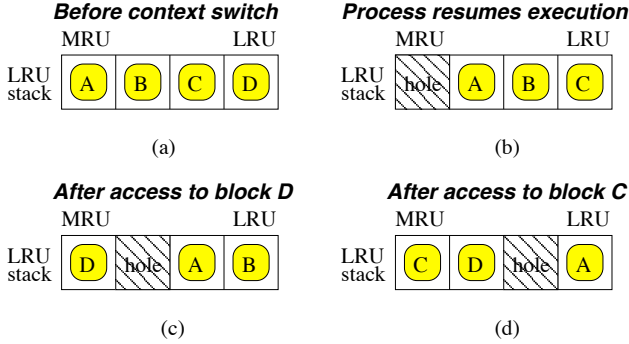 Before context switch
MRU LRU
LRU stack A B C D
(a)
Process resumes execution
MRU LRU
LRU stack hole A B C
(b)
After access to block D
MRU LRU
LRU stack D hole A B
(c)
After access to block C
MRU LRU
LRU stack C D hole A
(d)